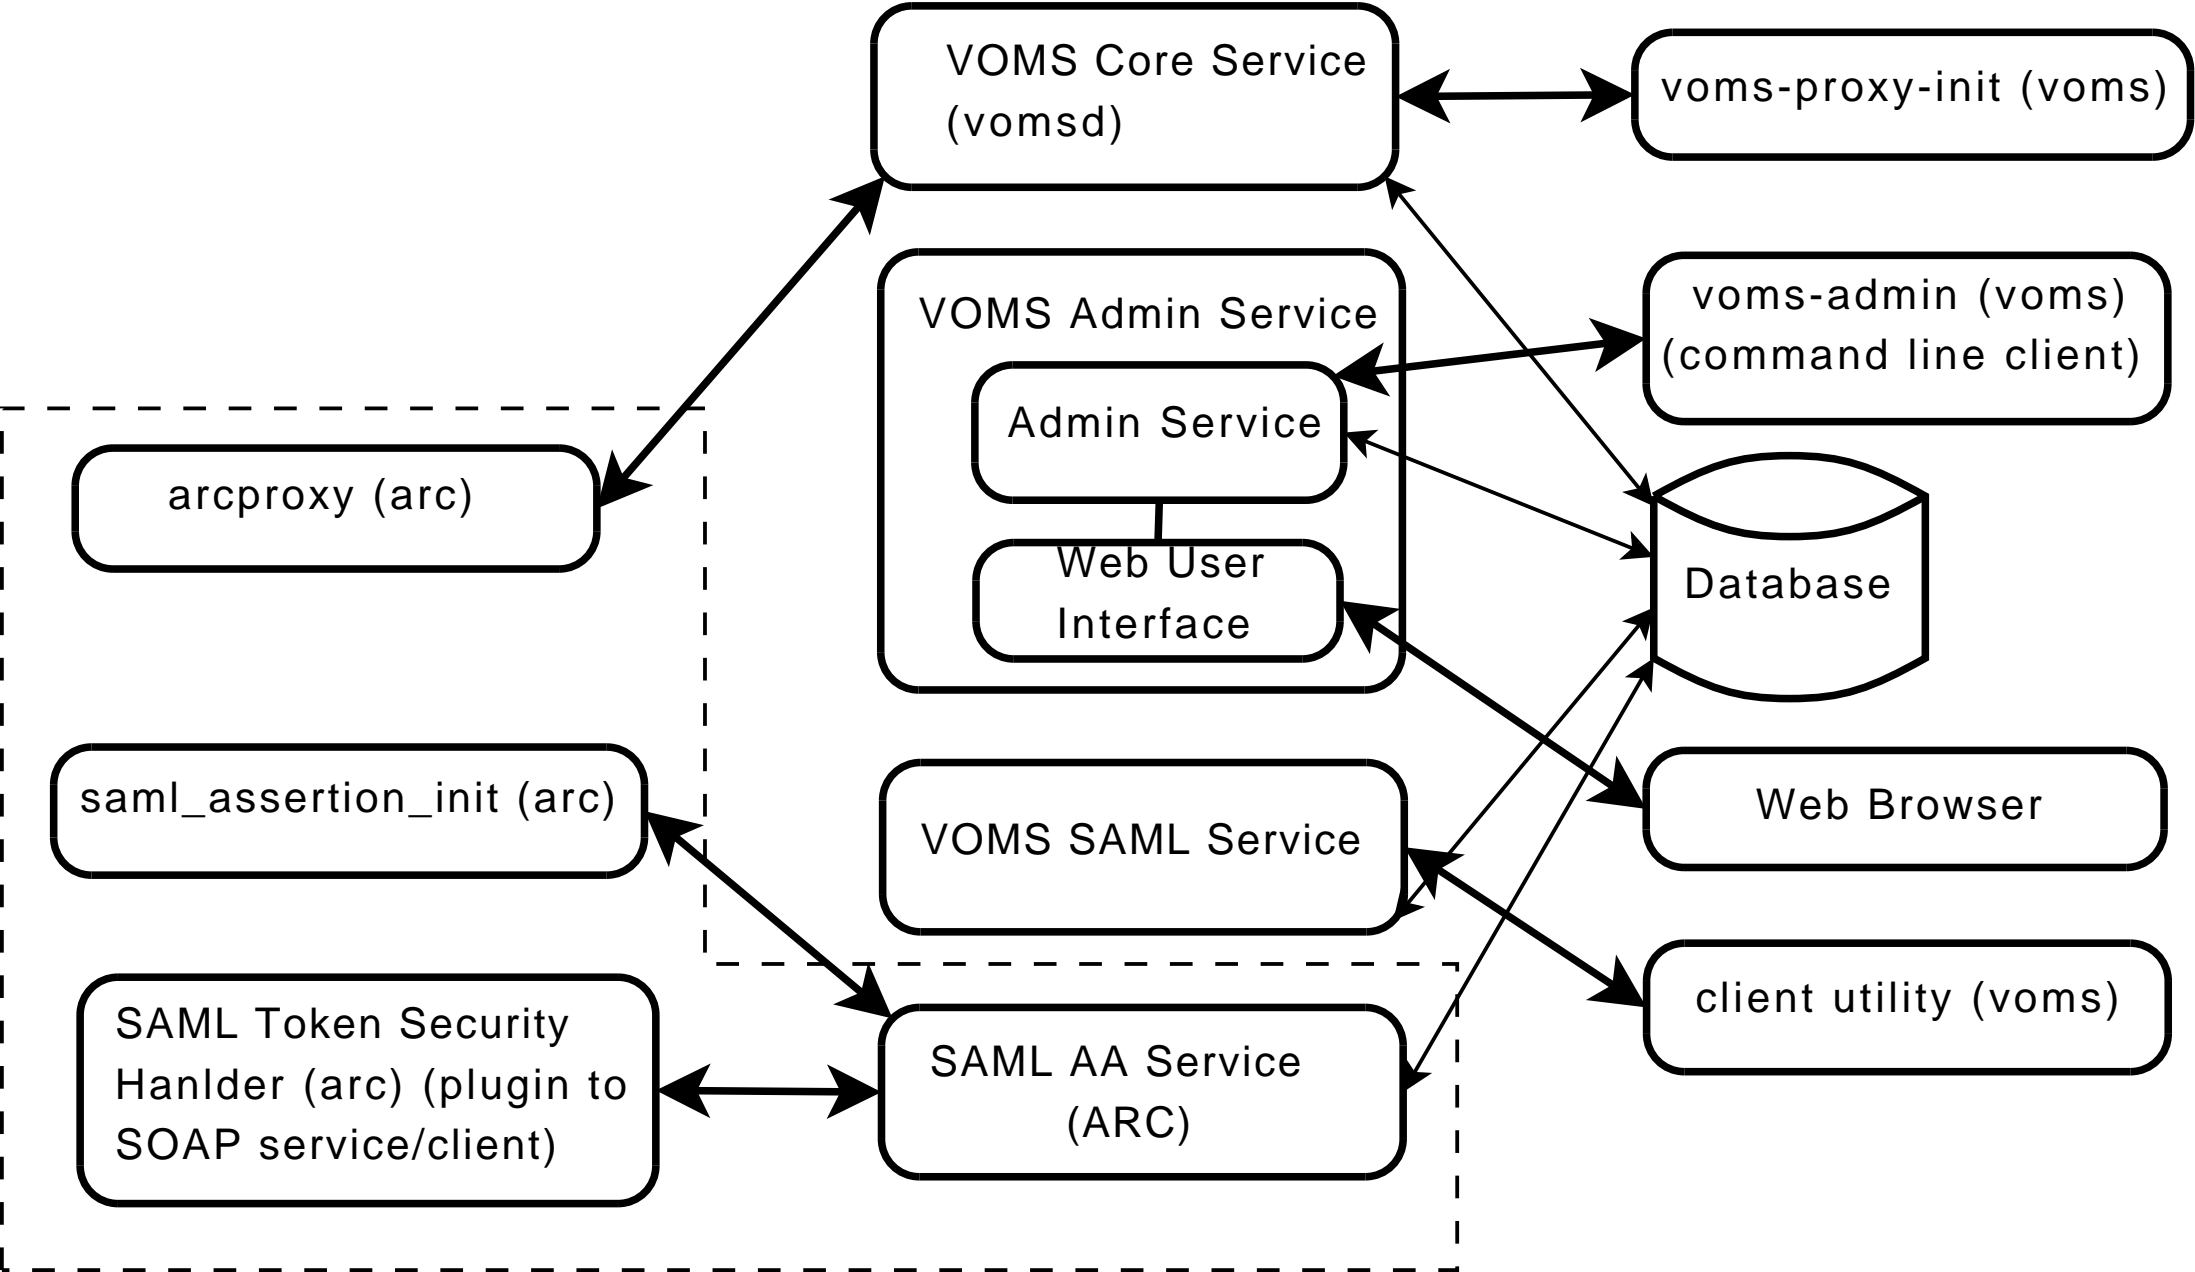 VOMS Core Service
(vomsd)
voms-proxy-init (voms)
VOMS Admin Service
voms-admin (voms)
(command line client)
Admin Service
arcproxy (arc)
Web User
Interface
Database
saml_assertion_init (arc)
VOMS SAML Service
Web Browser
client utility (voms)
SAML Token Security
Hanlder (arc) (plugin to
SOAP service/client)
SAML AA Service
(ARC)